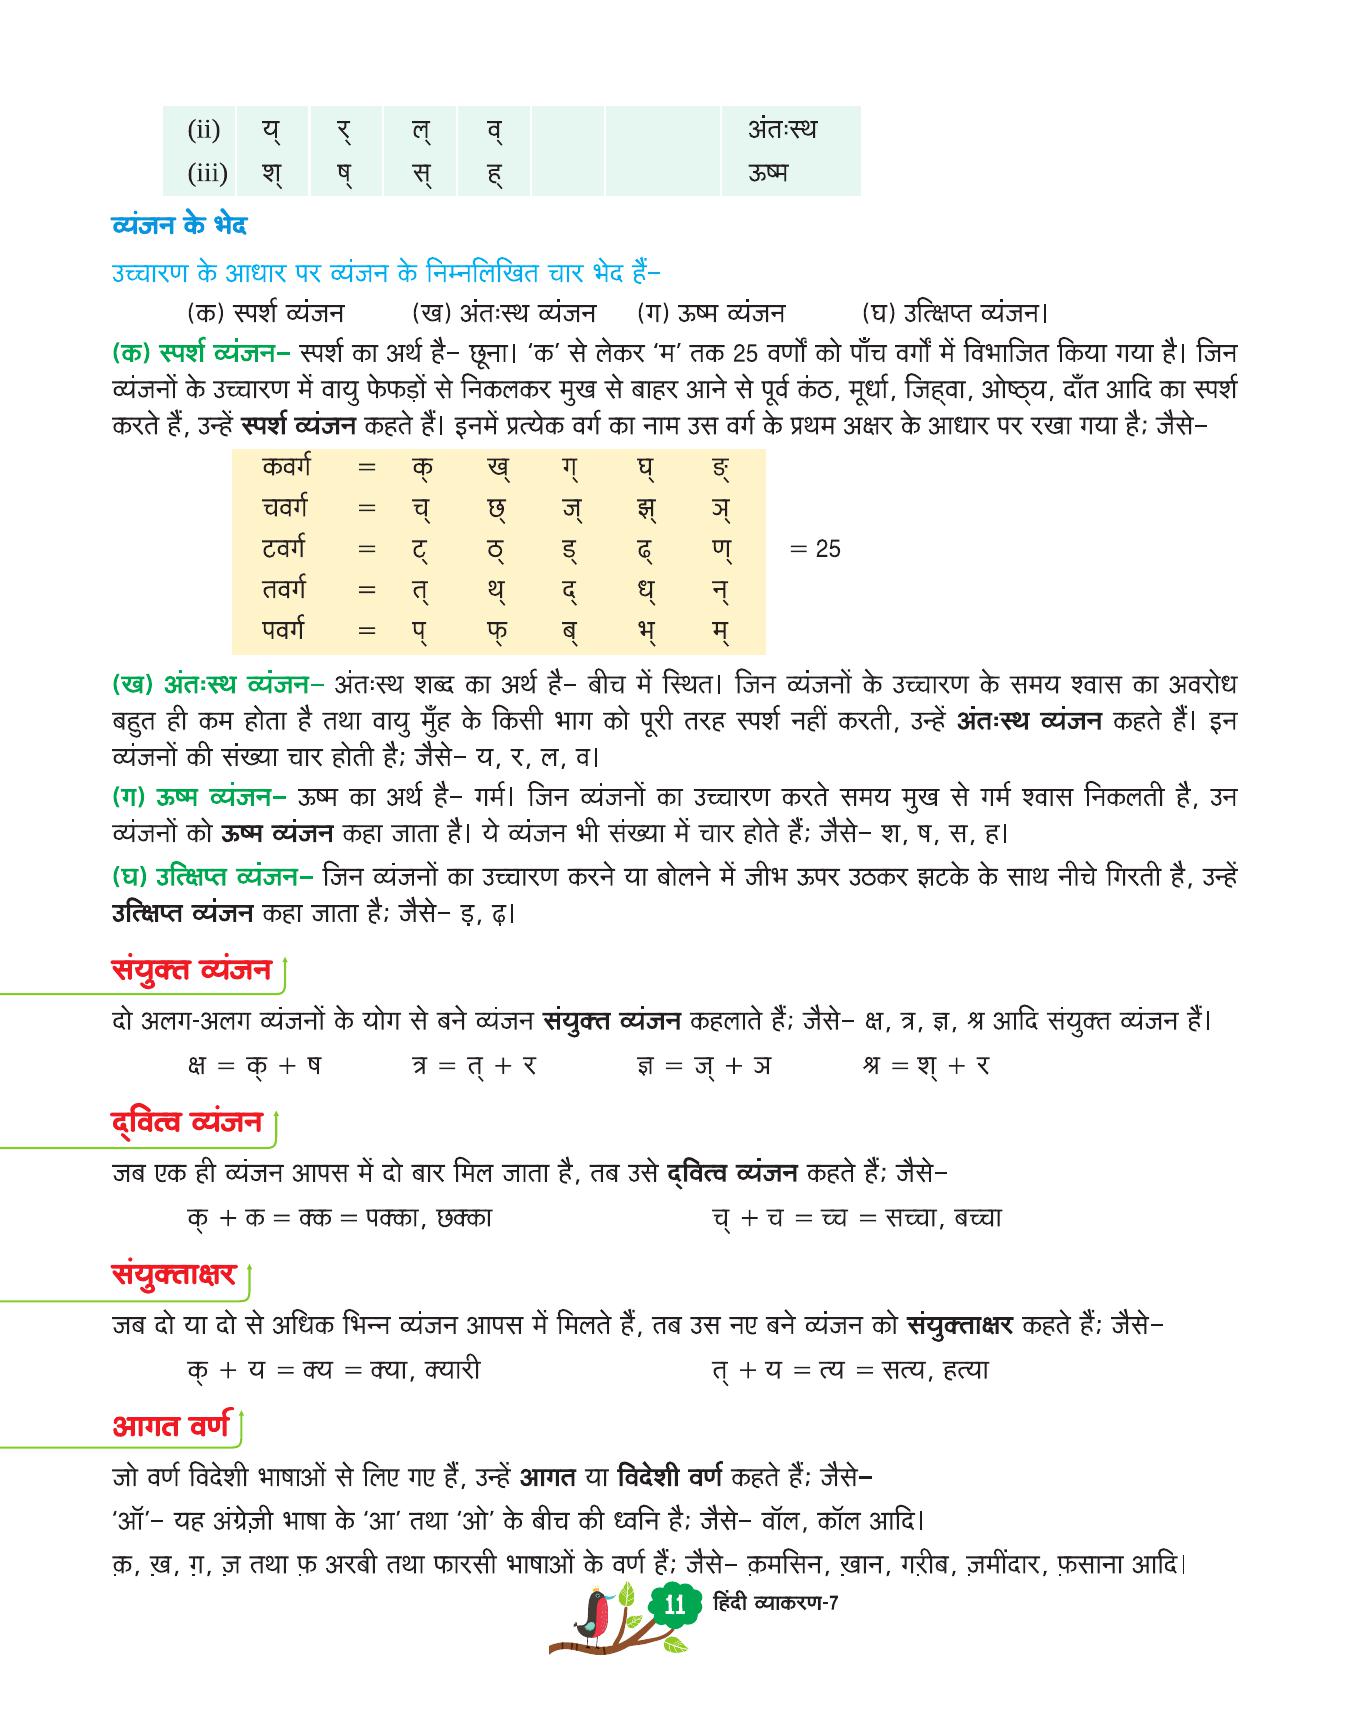 (ii) य् र् ल् व् अंतःस्थ
(iii) श् ष् स् ह् ऊष्म
व्यंजन के भेद
उच्चारण के आधार पर व्यंजन के निम्नलिखित चार भेद हैं–
(क) स्पर्श व्यंजन (ख) अंतःस्थ व्यंजन (ग) ऊष्म व्यंजन (घ) उत्क्षिप्त व्यंजन।
(क) स्पर्श व्यंजन– स्पर्श का अर्थ है– छूना। ‘क’ से लेकर ‘म’ तक 25 वर्णों को पाँच वर्गों में विभाजित किया गया है। जिन
व्यंजनों के उच्चारण में वायु फेफड़ों से निकलकर मुख से बाहर आने से पूर्व कंठ, मूर्धा, जिह्‌वा, ओष्ठ्य, दाँत आदि का स्पर्श
करते हैं, उन्हें स्पर्श व्यंजन कहते हैं। इनमें प्रत्येक वर्ग का नाम उस वर्ग के प्रथम अक्षर के आधार पर रखा गया है; जैसे–
कवर्ग = क् ख् ग् घ् ङ्
चवर्ग = च् छ् ज् झ् ञ्
टवर्ग = ट् ठ् ड् ढ् ण् = 25
तवर्ग = त् थ् द् ध् न्
पवर्ग = प् फ् ब् भ् म्
(ख) अंतःस्थ व्यंजन– अंतःस्थ शब्द का अर्थ है– बीच में स्थित। जिन व्यंजनों के उच्चारण के समय श्वास का अवरोध
बहुत ही कम होता है तथा वायु मुँह के किसी भाग को पूरी तरह स्पर्श नहीं करती, उन्हें अंतःस्थ व्यंजन कहते हैं। इन
व्यंजनों की संख्या चार होती है; जैसे– य, र, ल, व।
(ग) ऊष्म व्यंजन– ऊष्म का अर्थ है– गर्म। जिन व्यंजनों का उच्चारण करते समय मुख से गर्म श्वास निकलती है, उन
व्यंजनों को ऊष्म व्यंजन कहा जाता है। ये व्यंजन भी संख्या में चार होते हैं; जैसे– श, ष, स, ह।
(घ) उत्क्षिप्त व्यंजन– जिन व्यंजनों का उच्चारण करने या बोलने में जीभ ऊपर उठकर झटके के साथ नीचे गिरती है, उन्हें
उत्क्षिप्त व्यंजन कहा जाता है; जैसे– ड़, ढ़।
संयुक्त व्यंजन
दो अलग-अलग व्यंजनों के योग से बने व्यंजन संयुक्त व्यंजन कहलाते हैं; जैसे– क्ष, त्र, ज्ञ, श्र आदि संयुक्त व्यंजन हैं।
क्ष = क् + ष त्र = त् + र ज्ञ = ज् + ञ श्र = श् + र
द्‌वित्व व्यंजन
जब एक ही व्यंजन आपस में दो बार मिल जाता है, तब उसे द्‌वित्व व्यंजन कहते हैं; जैसे–
क् + क = क्क = पक्का, छक्का च् + च = च्च = सच्चा, बच्चा
संयुक्ताक्षर
जब दो या दो से अधिक भिन्न व्यंजन आपस में मिलते हैं, तब उस नए बने व्यंजन को संयुक्ताक्षर कहते हैं; जैसे–
क् + य = क्य = क्या, क्यारी त् + य = त्य = सत्य, हत्या
आगत वर्ण
जो वर्ण विदेशी भाषाओं से लिए गए हैं, उन्हें आगत या विदेशी वर्ण कहते हैं; जैसे–
‘ऑ’– यह अंग्रेज़ी भाषा के ‘आ’ तथा ‘ओ’ के बीच की ध्वनि है; जैसे– वॉल, कॉल आदि।
क़, ख़, ग़, ज़ तथा फ़ अरबी तथा फारसी भाषाओं के वर्ण हैं; जैसे– क़मसिन, ख़ान, गऱीब, ज़मींदार, फ़साना आदि।
11 हिंदी व्याकरण-7